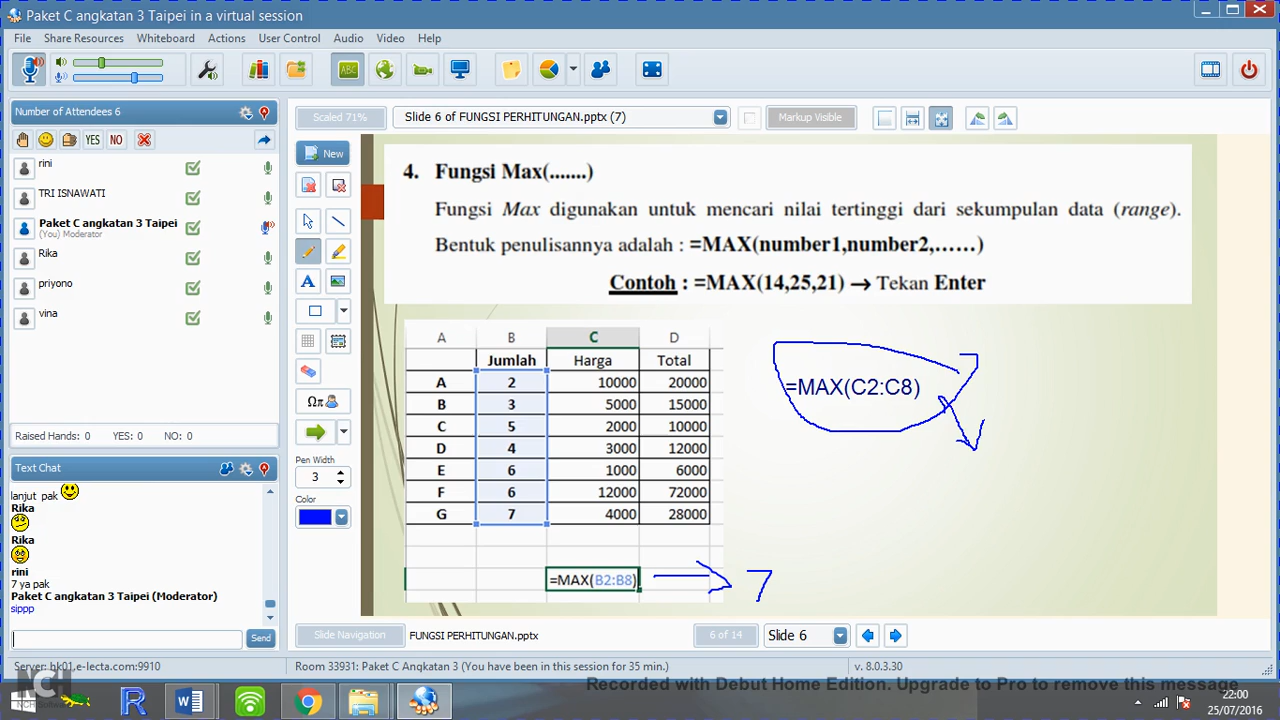 Paket C angkatan 3 Taipei in a virtual session
File Share Resources Whiteboard Actions User Control Audio Video Help
Number of Attendees 6
YES NO
rini
TRI ISNAWATI
Paket C angkatan 3 Taipei
(You) Moderator
Rika
priyono
vina
Raised Hands: 0 YES: 0 NO: 0
Text Chat
lanjut pak
Rika
Rika
rini
7 ya pak
Paket C angkatan 3 Taipei (Moderator)
sippp
Send
Scaled 71%
Slide 6 of FUNGSI PERHITUNGAN.pptx (7)
Markup Visible
New
ABC
A
Ωπ
Pen Width
3
Color
4. Fungsi Max(.......)
Fungsi Max digunakan untuk mencari nilai tertinggi dari sekumpulan data (range).
Bentuk penulisannya adalah : =MAX(number1,number2,……)
Contoh : =MAX(14,25,21) → Tekan Enter
A B C D
Jumlah Harga Total
A 2 10000 20000
B 3 5000 15000
C 5 2000 10000
D 4 3000 12000
E 6 1000 6000
F 6 12000 72000
G 7 4000 28000
=MAX(B2:B8)
7
=MAX(C2:C8)
Slide Navigation FUNGSI PERHITUNGAN.pptx 6 of 14 Slide 6
Server: bk01.e-lecta.com:9910 Room 33931: Paket C Angkatan 3 (You have been in this session for 35 min.) v. 8.0.3.30
Recorded with Debut Home Edition. Upgrade to Pro to remove this message
NCH Software
22:00
25/07/2016